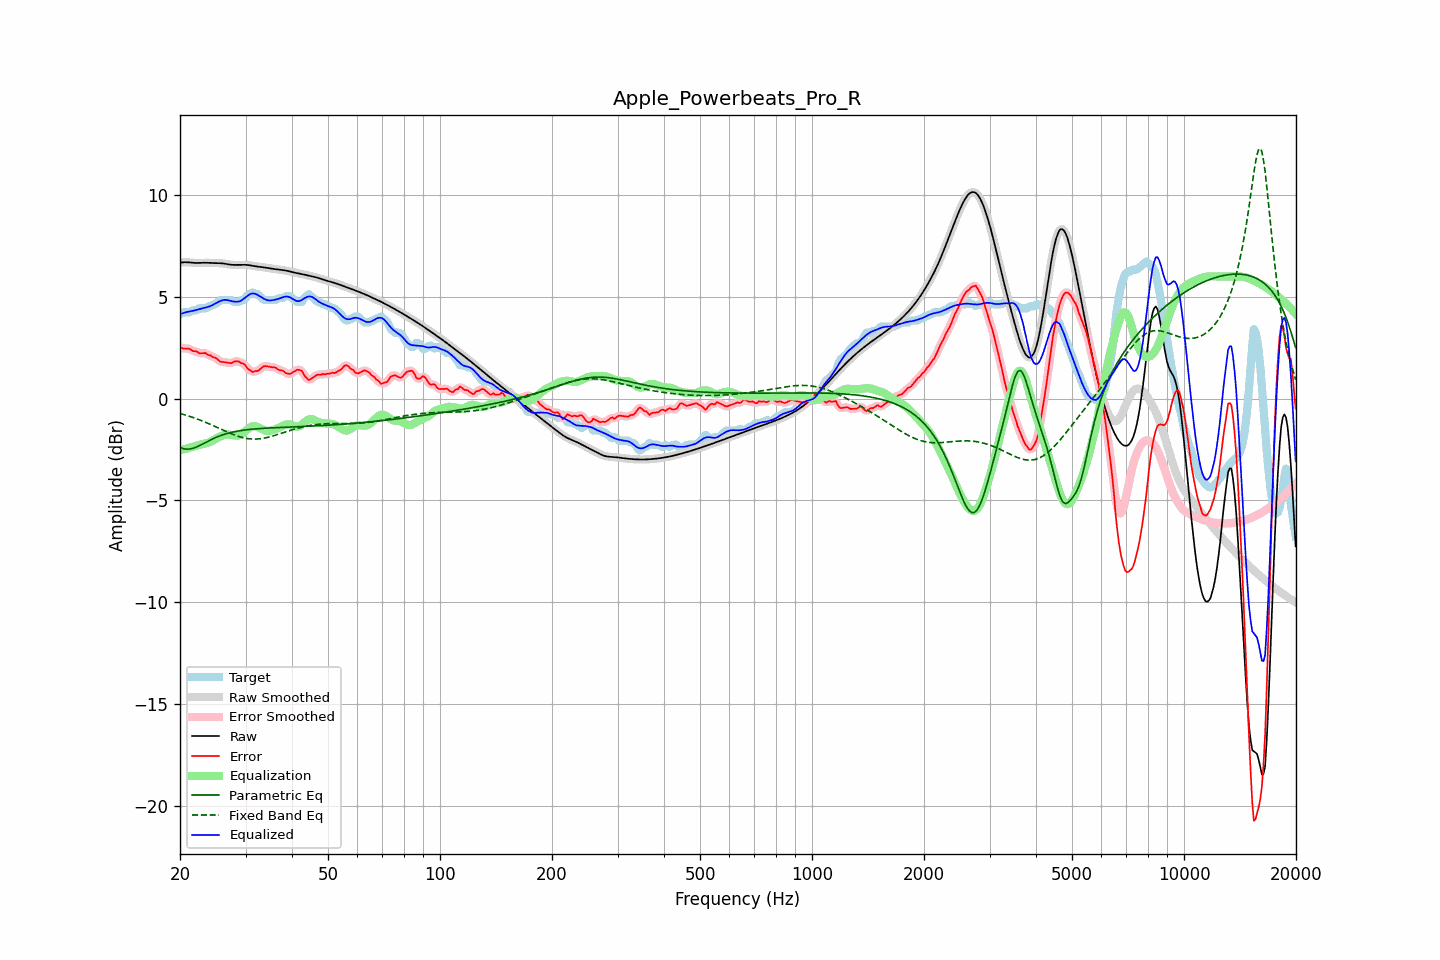 Apple_Powerbeats_Pro_R
Amplitude (dBr)
10
5
0
−5
−10
−15
−20
Target
Raw Smoothed
Error Smoothed
Raw
Error
Equalization
Parametric Eq
Fixed Band Eq
Equalized
20 50 100 200 500 1000 2000 5000 10000 20000
Frequency (Hz)